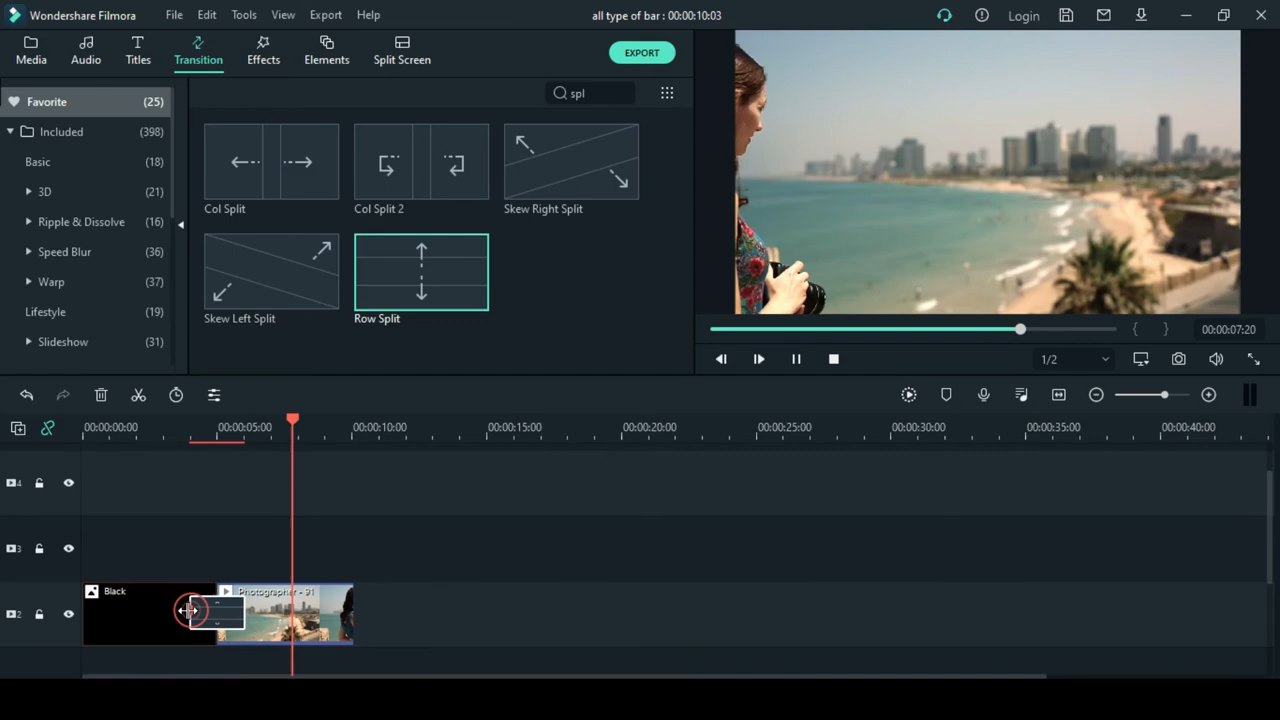 Wondershare Filmora File Edit Tools View Export Help all type of bar : 00:00:10:03 Login
Media Audio Titles Transition Effects Elements Split Screen EXPORT
Favorite (25) spl
Included (398)
Basic (18)
3D (21)
Ripple & Dissolve (16)
Speed Blur (36)
Warp (37)
Lifestyle (19)
Slideshow (31)
Col Split Col Split 2 Skew Right Split
Skew Left Split Row Split
00:00:07:20
1/2
00:00:00:00 00:00:05:00 00:00:10:00 00:00:15:00 00:00:20:00 00:00:25:00 00:00:30:00 00:00:35:00 00:00:40:00
4
3
2 Black Photographer - 91